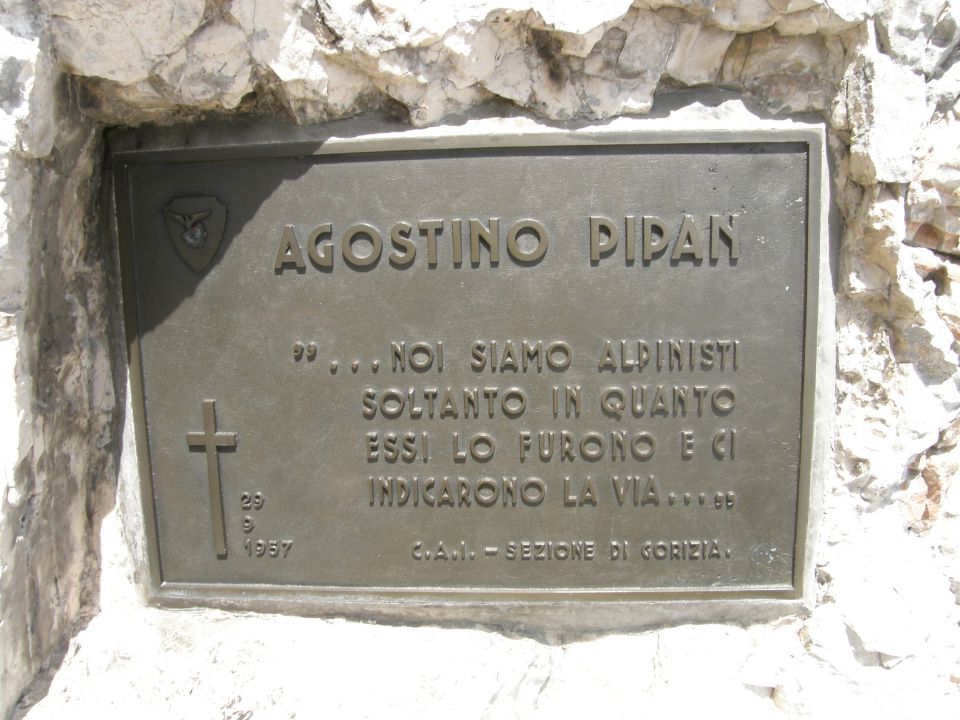 AGOSTINO PIPAN
"...NOI SIAMO ALPINISTI
SOLTANTO IN QUANTO
ESSI LO FURONO E CI
INDICARONO LA VIA..."
29
9
1957
C.A.I. - SEZIONE DI GORIZIA.